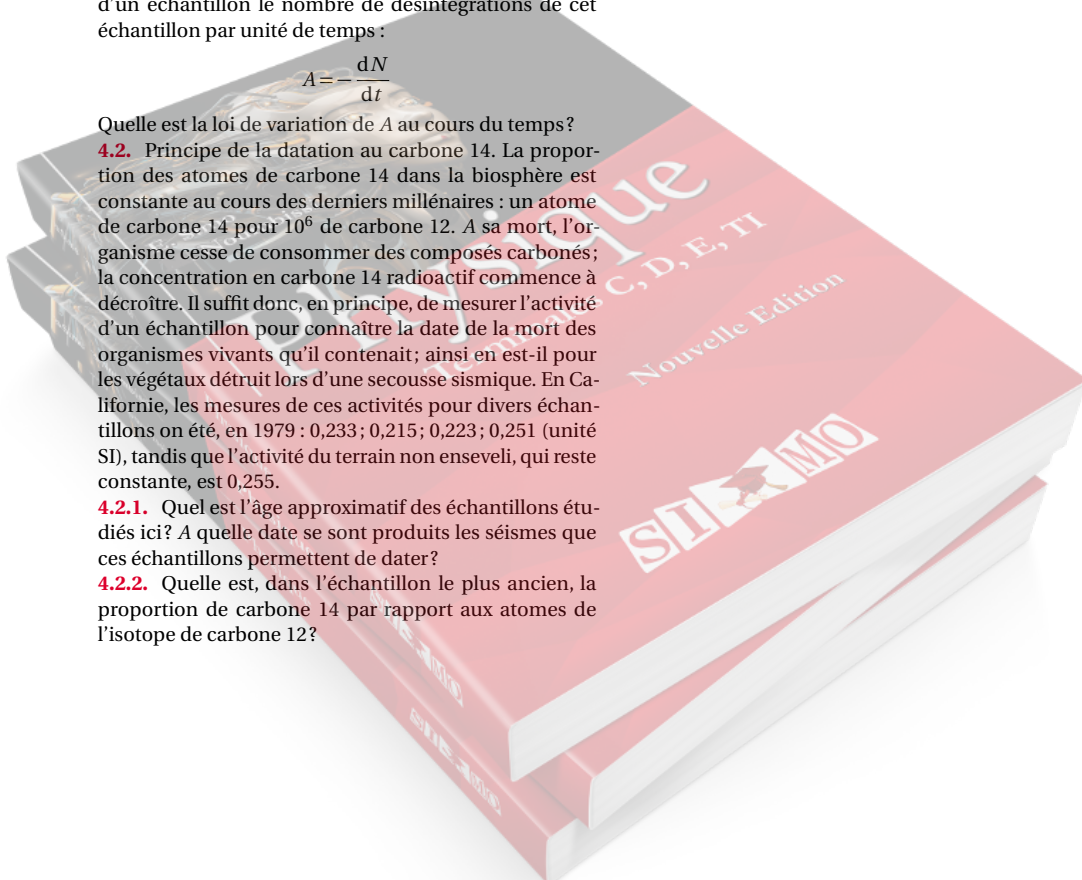 d'un échantillon le nombre de désintégrations de cet
échantillon par unité de temps :
A = − dN/dt
Quelle est la loi de variation de A au cours du temps?
4.2. Principe de la datation au carbone 14. La propor-
tion des atomes de carbone 14 dans la biosphère est
constante au cours des derniers millénaires : un atome
de carbone 14 pour 10⁶ de carbone 12. A sa mort, l'or-
ganisme cesse de consommer des composés carbonés;
la concentration en carbone 14 radioactif commence à
décroître. Il suffit donc, en principe, de mesurer l'activité
d'un échantillon pour connaître la date de la mort des
organismes vivants qu'il contenait; ainsi en est-il pour
les végétaux détruit lors d'une secousse sismique. En Ca-
lifornie, les mesures de ces activités pour divers échan-
tillons on été, en 1979 : 0,233; 0,215; 0,223; 0,251 (unité
SI), tandis que l'activité du terrain non enseveli, qui reste
constante, est 0,255.
4.2.1. Quel est l'âge approximatif des échantillons étu-
diés ici? A quelle date se sont produits les séismes que
ces échantillons permettent de dater?
4.2.2. Quelle est, dans l'échantillon le plus ancien, la
proportion de carbone 14 par rapport aux atomes de
l'isotope de carbone 12?
Physique
Terminales C, D, E, TI
Nouvelle Edition
SIMO
SIMO
SIMO